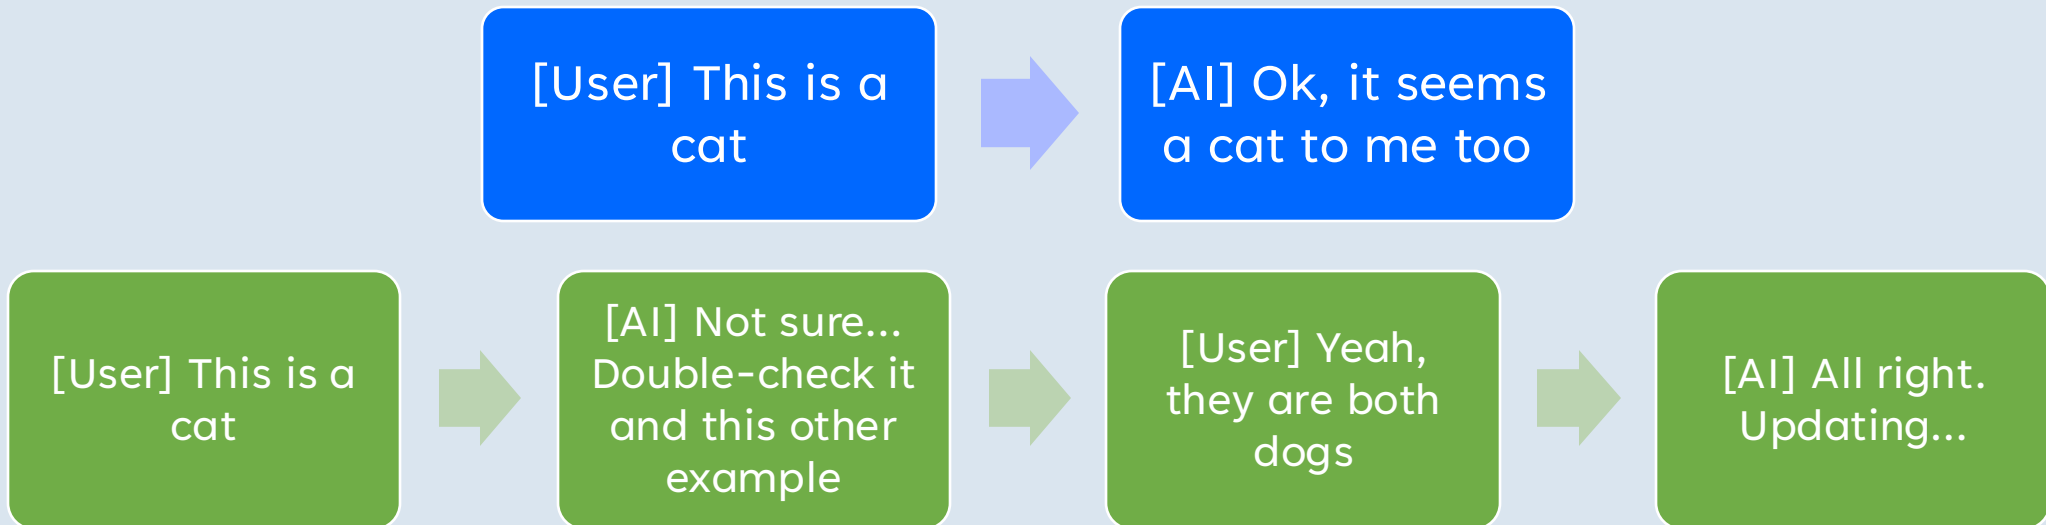 [User] This is a
cat
[AI] Ok, it seems
a cat to me too
[User] This is a
cat
[AI] Not sure...
Double-check it
and this other
example
[User] Yeah,
they are both
dogs
[AI] All right.
Updating...